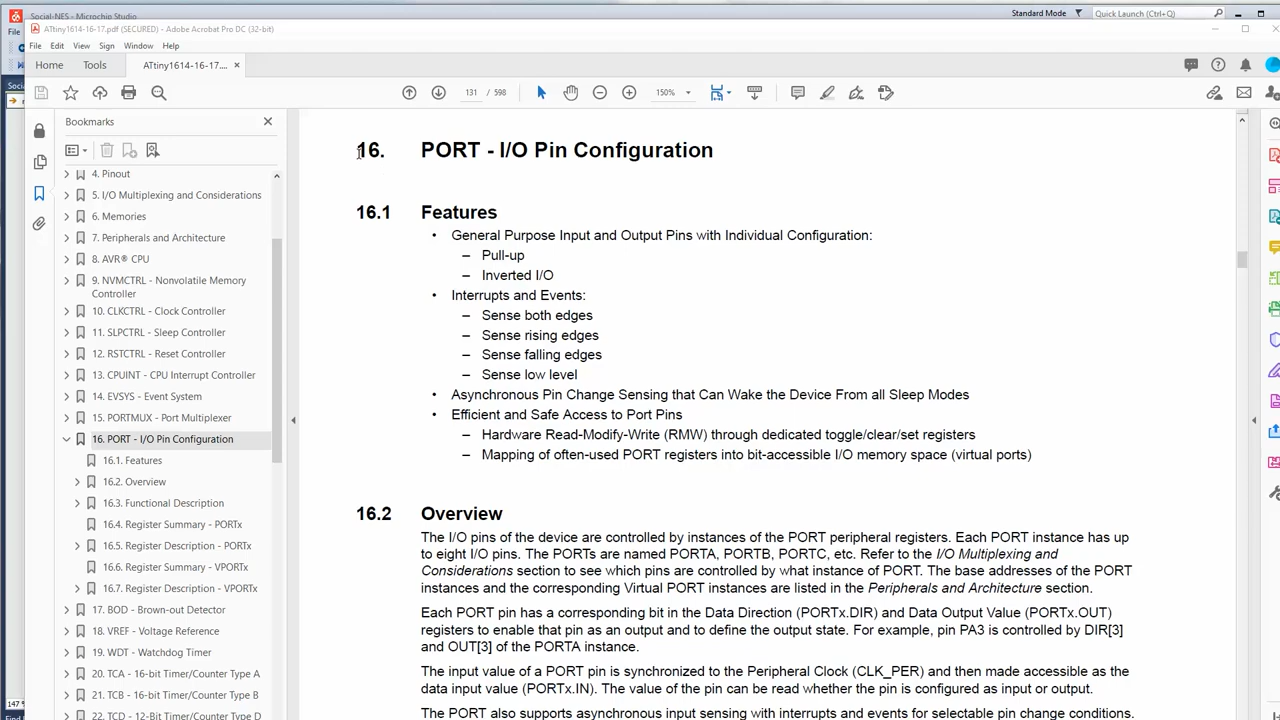 Social-NES - Microchip Studio
Standard Mode
Quick Launch (Ctrl+Q)
File
ATtiny1614-16-17.pdf (SECURED) - Adobe Acrobat Pro DC (32-bit)
File Edit View Sign Window Help
Home Tools ATtiny1614-16-17.... ×
Social
131 / 598
150%
Bookmarks
4. Pinout
5. I/O Multiplexing and Considerations
6. Memories
7. Peripherals and Architecture
8. AVR® CPU
9. NVMCTRL - Nonvolatile Memory
Controller
10. CLKCTRL - Clock Controller
11. SLPCTRL - Sleep Controller
12. RSTCTRL - Reset Controller
13. CPUINT - CPU Interrupt Controller
14. EVSYS - Event System
15. PORTMUX - Port Multiplexer
16. PORT - I/O Pin Configuration
16.1. Features
16.2. Overview
16.3. Functional Description
16.4. Register Summary - PORTx
16.5. Register Description - PORTx
16.6. Register Summary - VPORTx
16.7. Register Description - VPORTx
17. BOD - Brown-out Detector
18. VREF - Voltage Reference
19. WDT - Watchdog Timer
20. TCA - 16-bit Timer/Counter Type A
21. TCB - 16-bit Timer/Counter Type B
22. TCD - 12-Bit Timer/Counter Type D
147 %
16. PORT - I/O Pin Configuration
16.1 Features
• General Purpose Input and Output Pins with Individual Configuration:
– Pull-up
– Inverted I/O
• Interrupts and Events:
– Sense both edges
– Sense rising edges
– Sense falling edges
– Sense low level
• Asynchronous Pin Change Sensing that Can Wake the Device From all Sleep Modes
• Efficient and Safe Access to Port Pins
– Hardware Read-Modify-Write (RMW) through dedicated toggle/clear/set registers
– Mapping of often-used PORT registers into bit-accessible I/O memory space (virtual ports)
16.2 Overview
The I/O pins of the device are controlled by instances of the PORT peripheral registers. Each PORT instance has up
to eight I/O pins. The PORTs are named PORTA, PORTB, PORTC, etc. Refer to the I/O Multiplexing and
Considerations section to see which pins are controlled by what instance of PORT. The base addresses of the PORT
instances and the corresponding Virtual PORT instances are listed in the Peripherals and Architecture section.
Each PORT pin has a corresponding bit in the Data Direction (PORTx.DIR) and Data Output Value (PORTx.OUT)
registers to enable that pin as an output and to define the output state. For example, pin PA3 is controlled by DIR[3]
and OUT[3] of the PORTA instance.
The input value of a PORT pin is synchronized to the Peripheral Clock (CLK_PER) and then made accessible as the
data input value (PORTx.IN). The value of the pin can be read whether the pin is configured as input or output.
The PORT also supports asynchronous input sensing with interrupts and events for selectable pin change conditions.